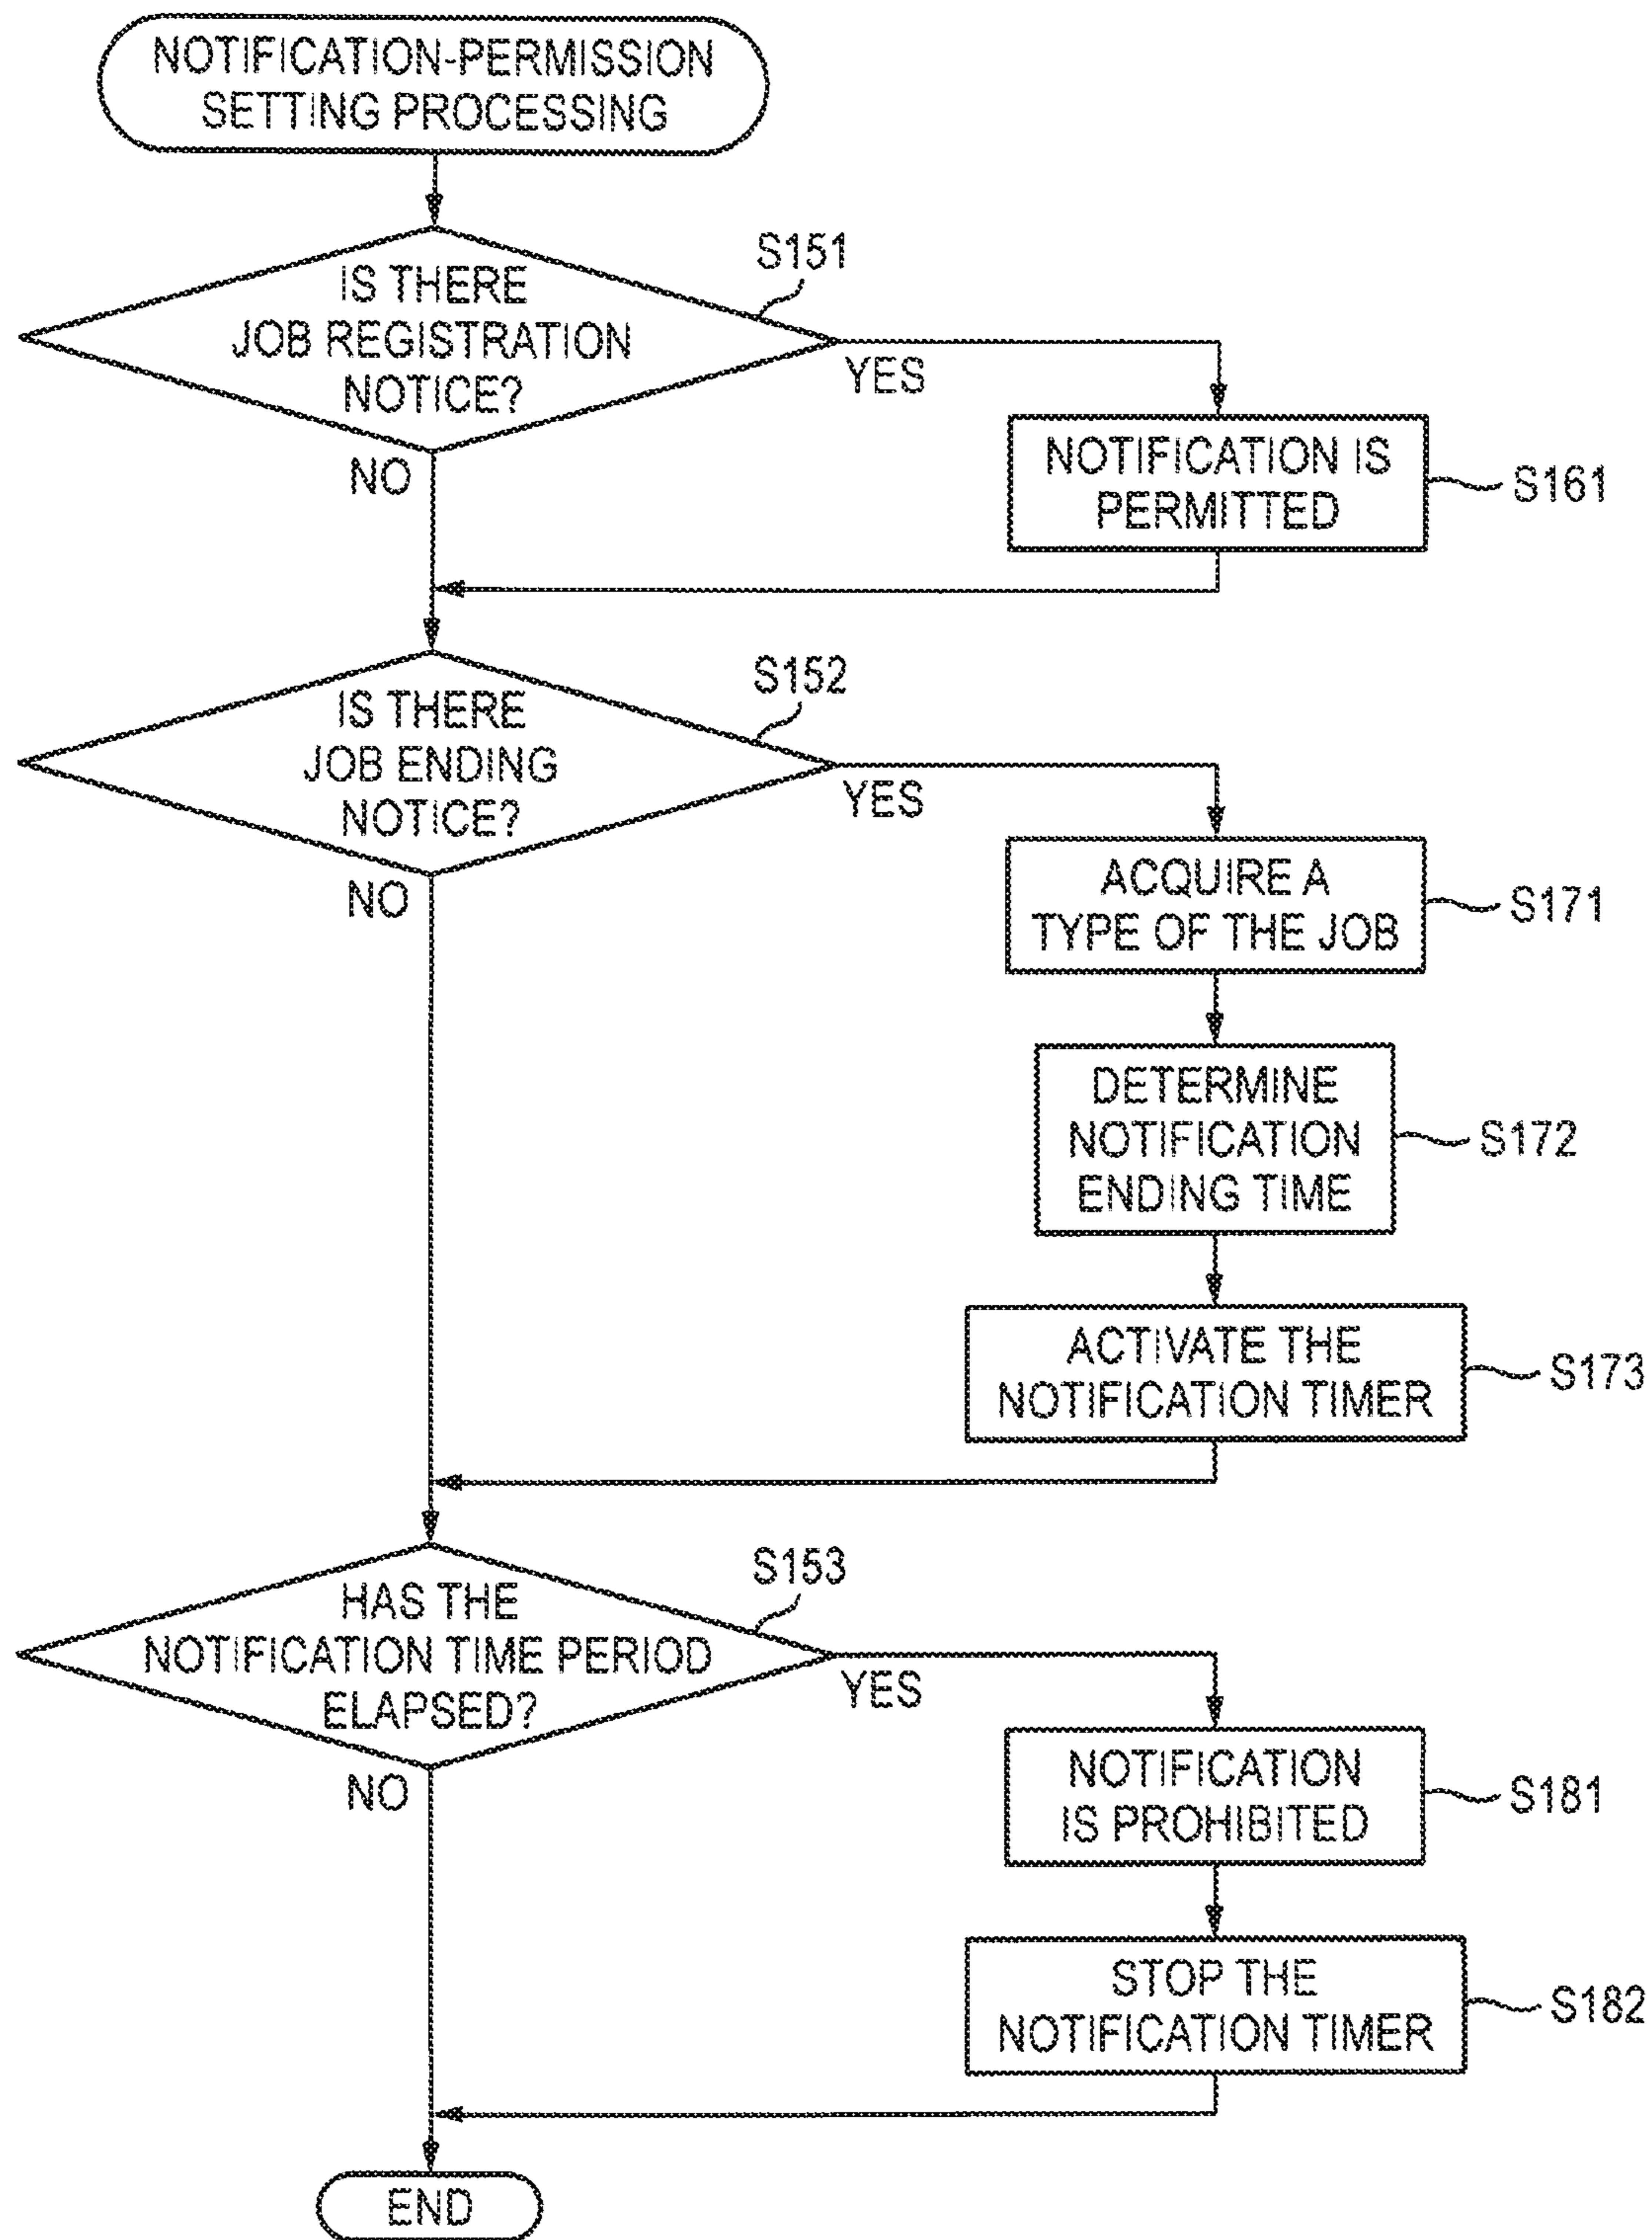 NOTIFICATION-PERMISSION
SETTING PROCESSING
S151
IS THERE
JOB REGISTRATION
NOTICE?
YES
NO
NOTIFICATION IS
PERMITTED
S161
S152
IS THERE
JOB ENDING
NOTICE?
YES
NO
ACQUIRE A
TYPE OF THE JOB
S171
DETERMINE
NOTIFICATION
ENDING TIME
S172
ACTIVATE THE
NOTIFICATION TIMER
S173
S153
HAS THE
NOTIFICATION TIME PERIOD
ELAPSED?
YES
NO
NOTIFICATION
IS PROHIBITED
S181
STOP THE
NOTIFICATION TIMER
S182
END